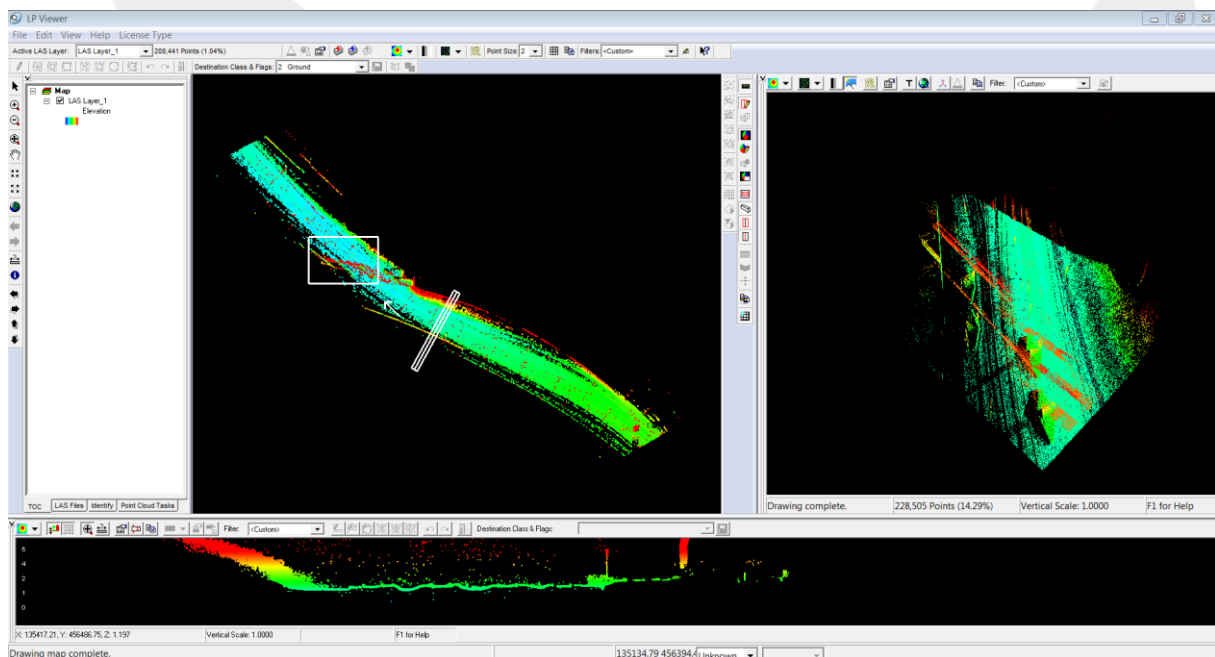 LP Viewer
File Edit View Help License Type
Active LAS Layer: LAS Layer_1 208,441 Points (1.04%) Point Size: 2 Filters: <Custom>
Destination Class & Flags: 2 Ground
Map
LAS Layer_1
Elevation
Filter: <Custom>
TOC LAS Files Identify Point Cloud Tasks
Drawing complete. 228,505 Points (14.29%) Vertical Scale: 1.0000 F1 for Help
Filter: <Custom> Destination Class & Flags:
4
2
1
0
X: 135417.21, Y: 456486.75, Z: 1.197 Vertical Scale: 1.0000 F1 for Help
Drawing map complete. 135134.79 456394. Unknown